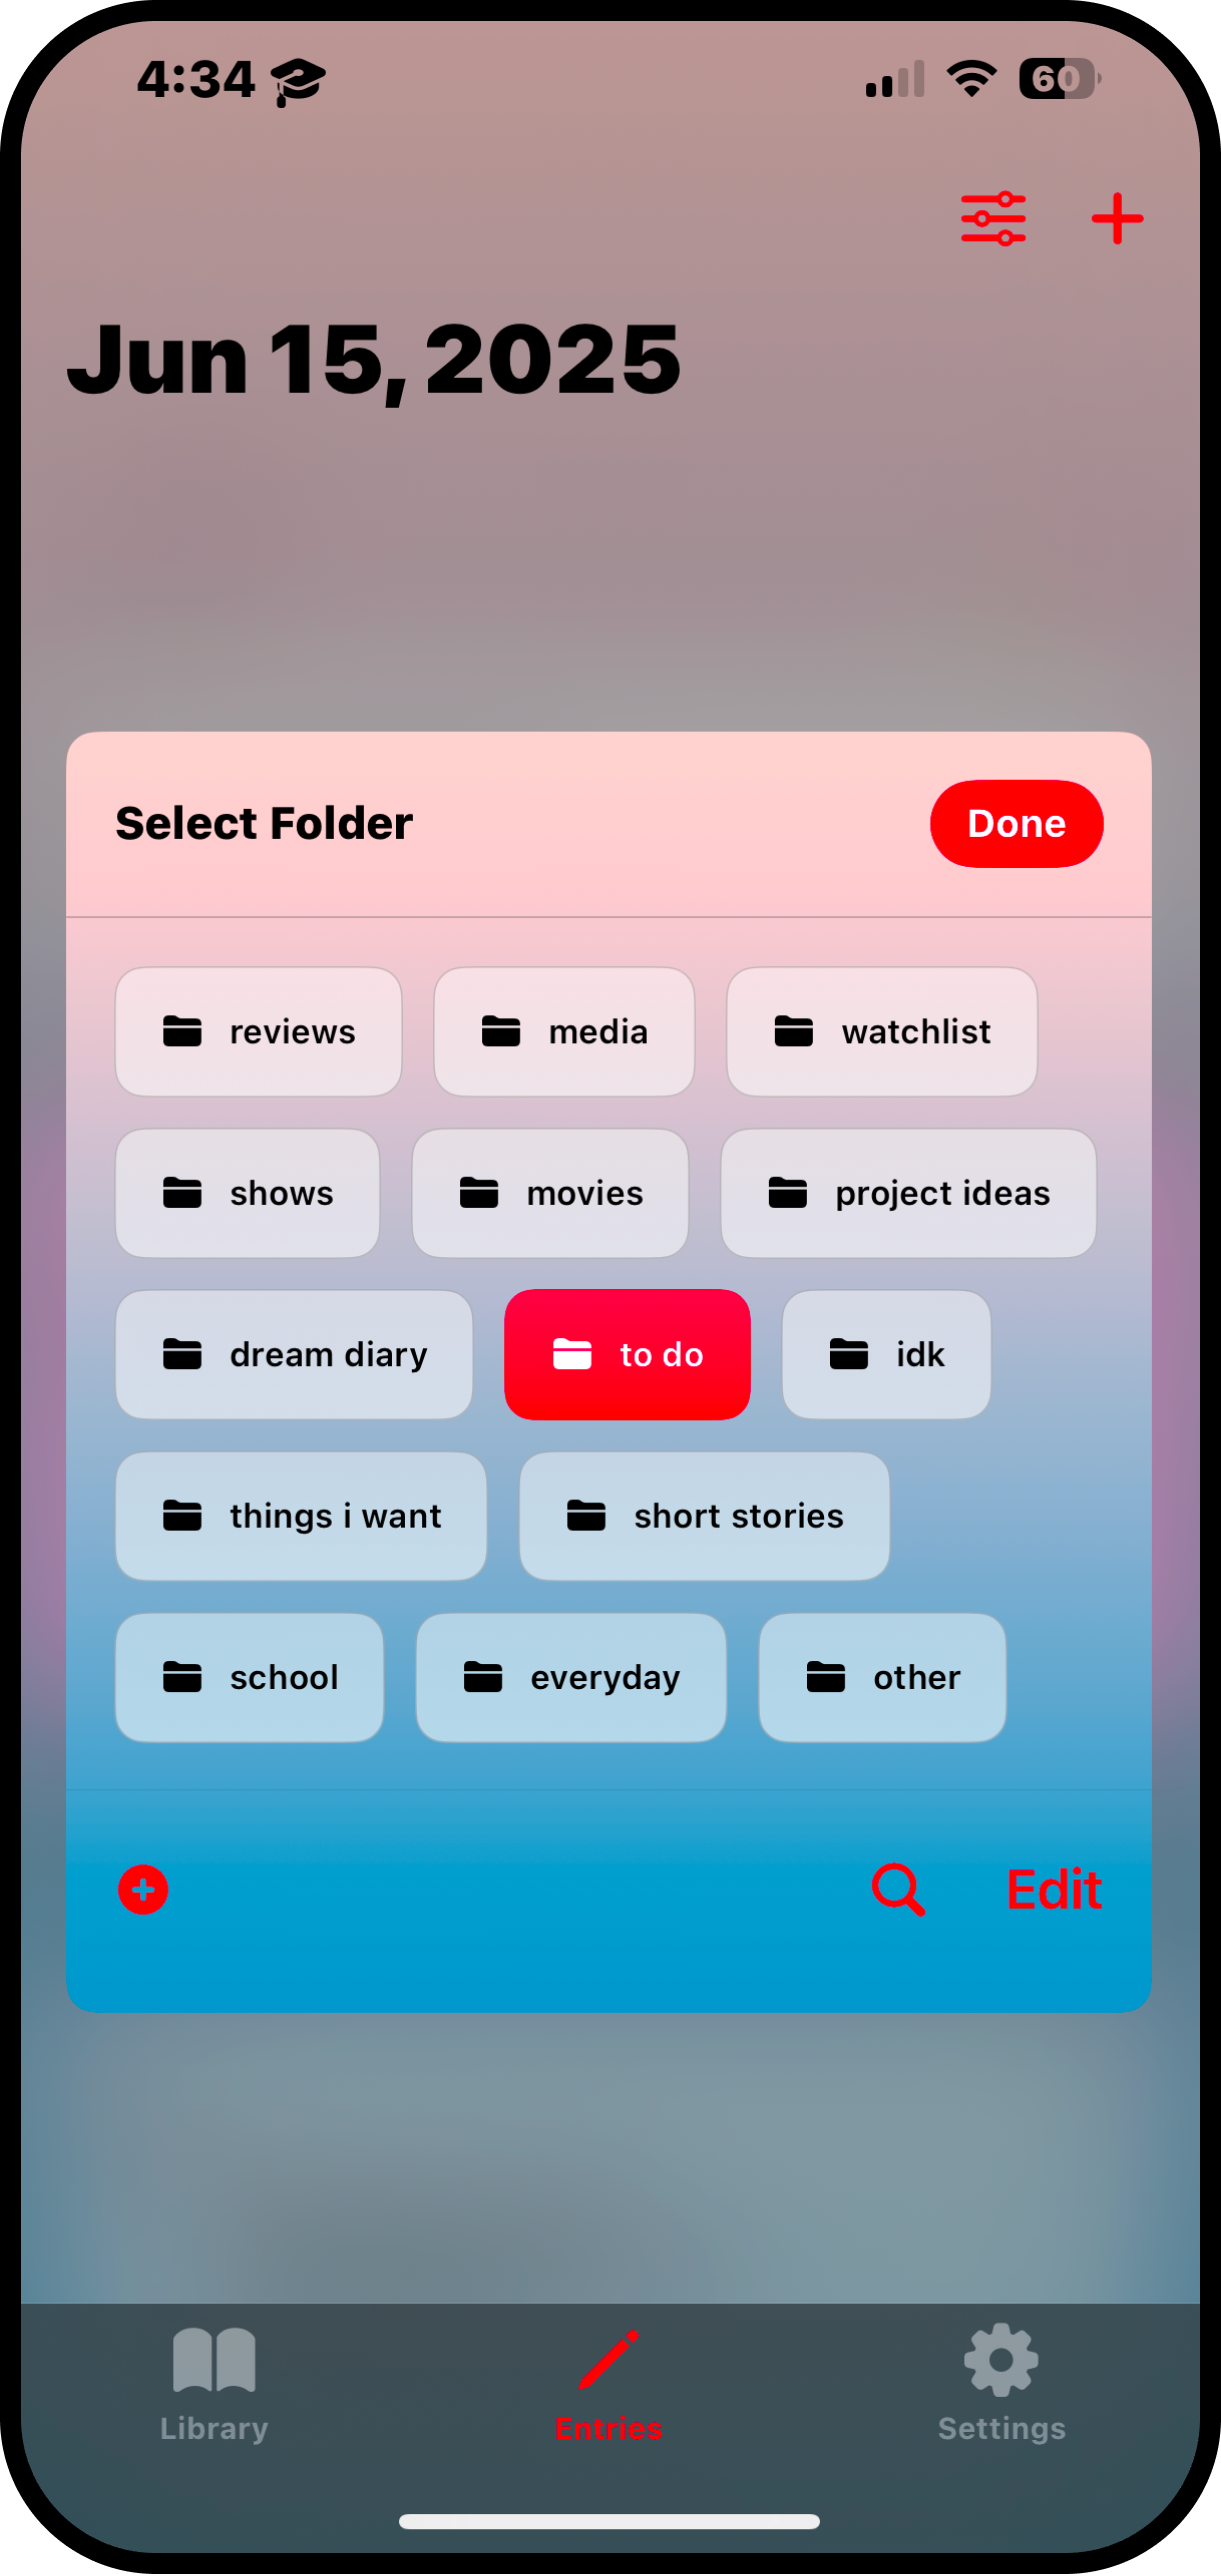 4:34
60
Jun 15, 2025
Select Folder
Done
reviews
media
watchlist
shows
movies
project ideas
dream diary
to do
idk
things i want
short stories
school
everyday
other
Edit
Library
Entries
Settings